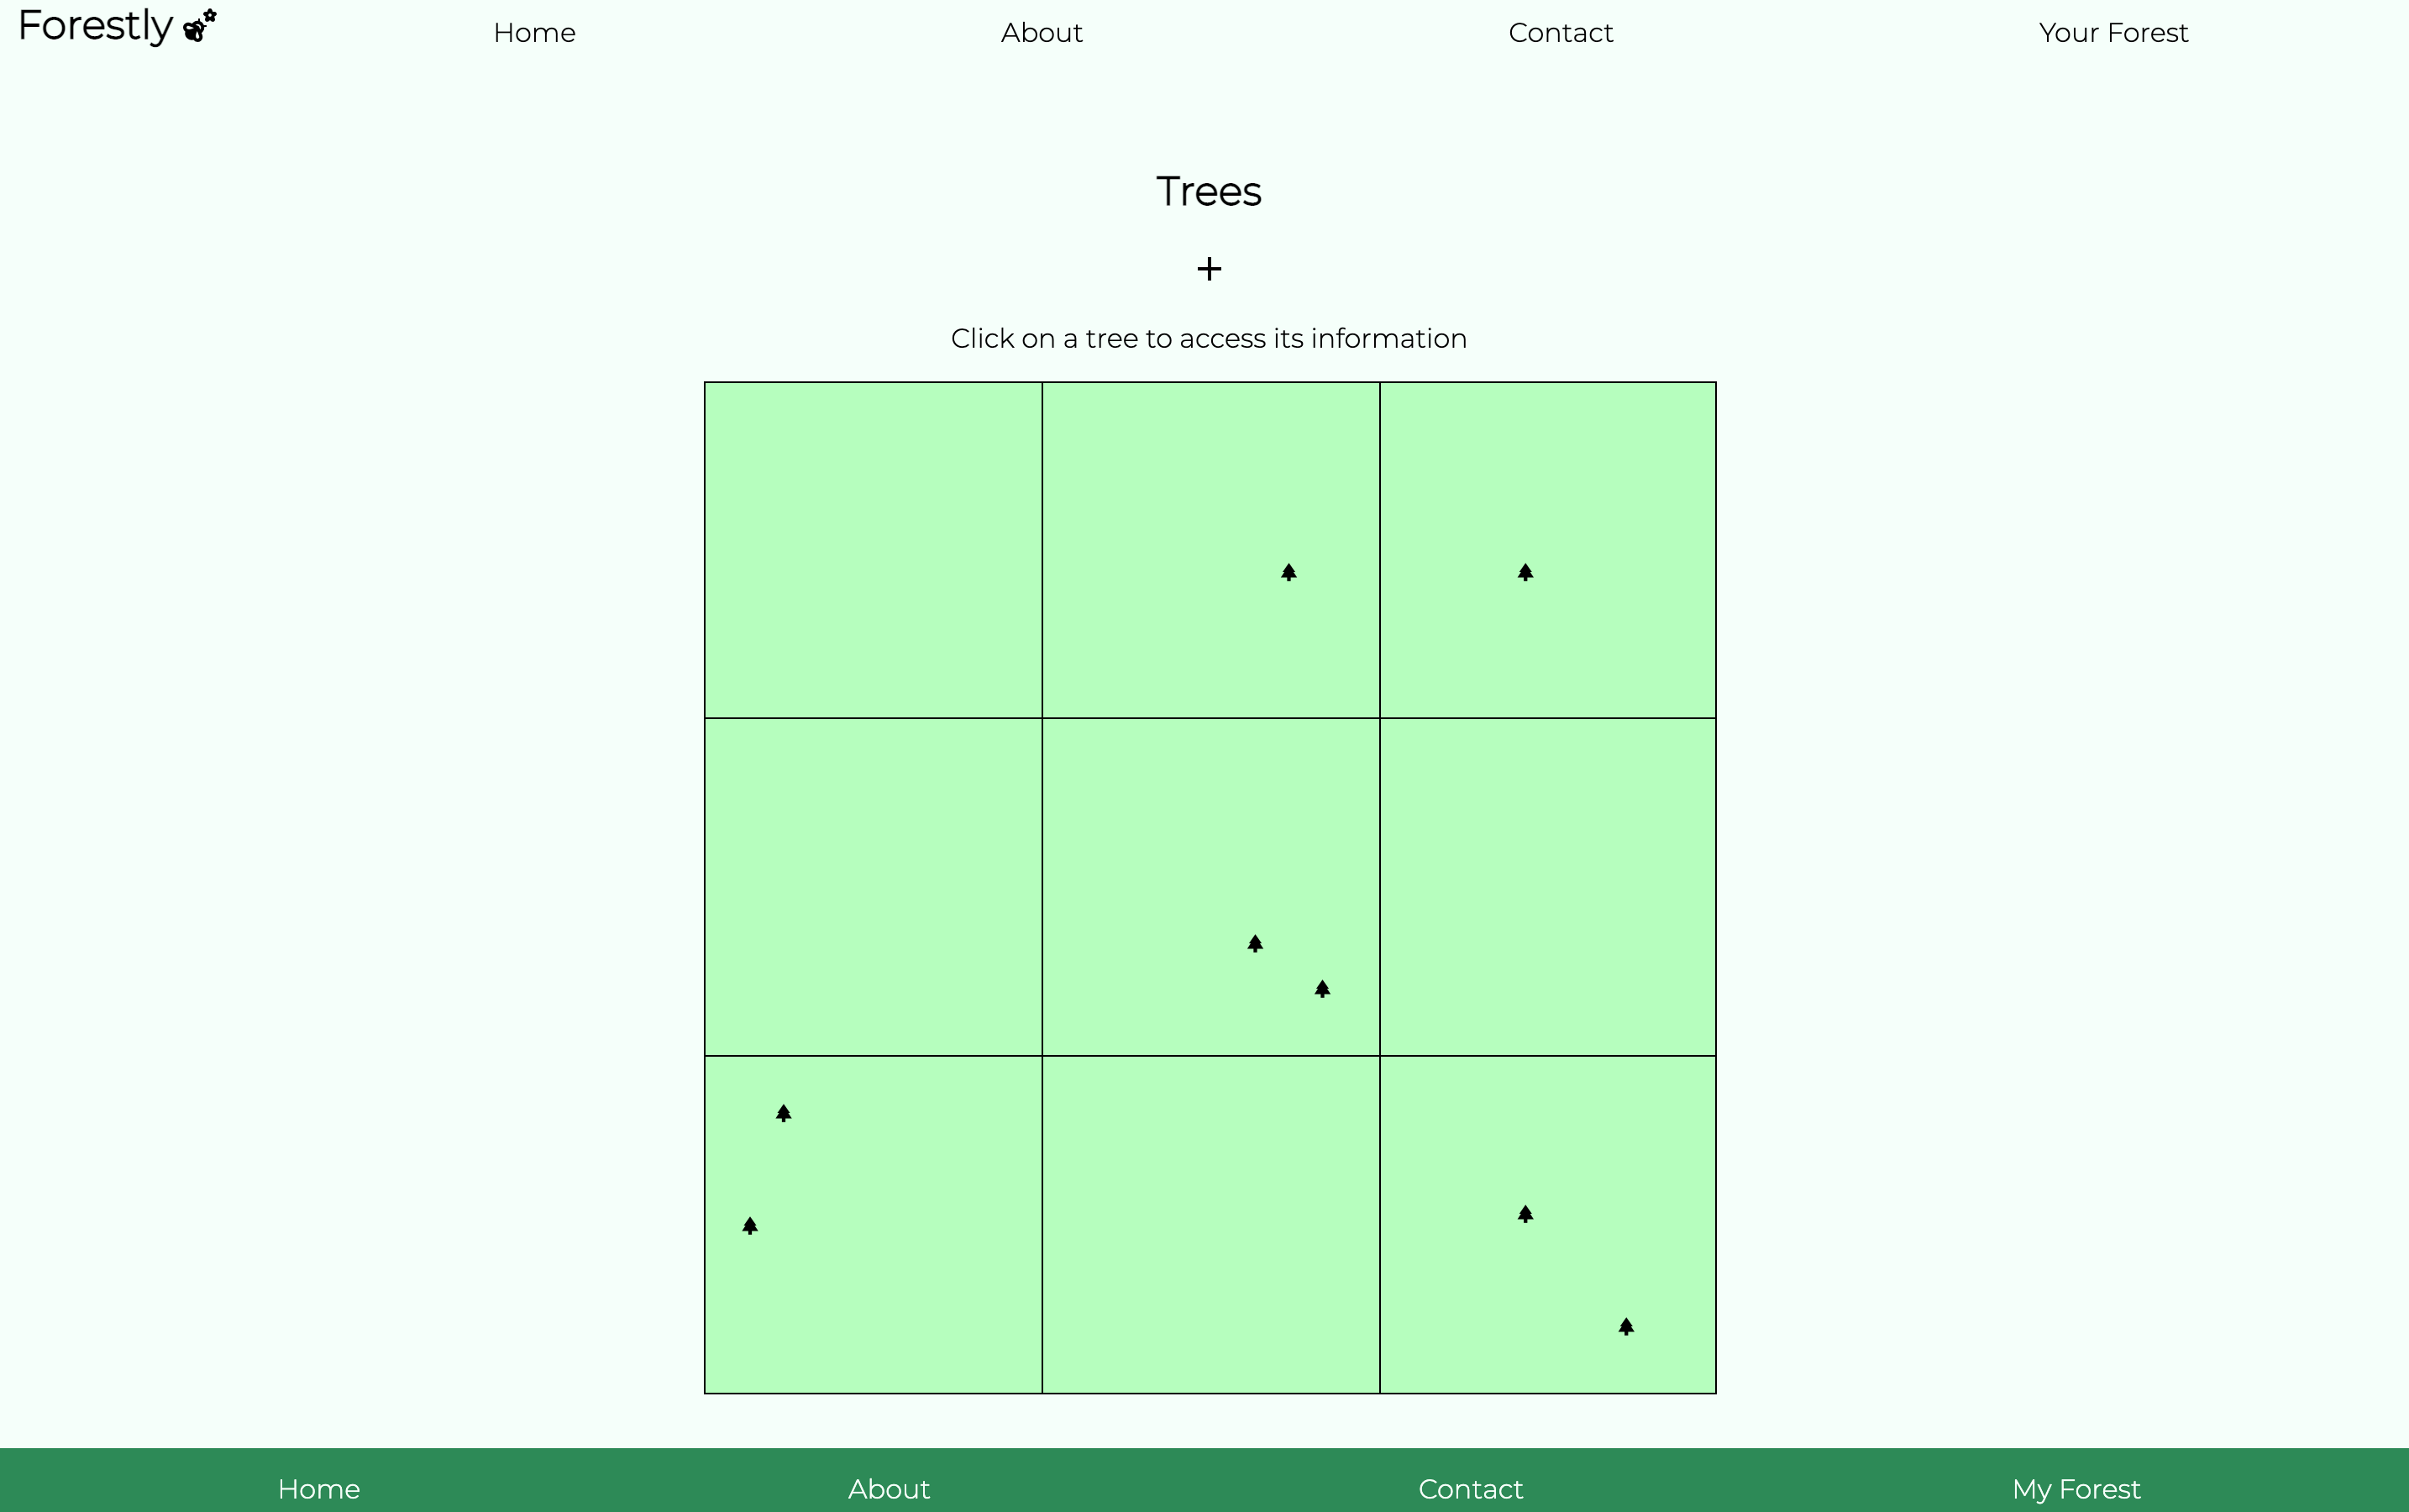 Forestly
Home
About
Contact
Your Forest
Trees
+
Click on a tree to access its information
Home
About
Contact
My Forest